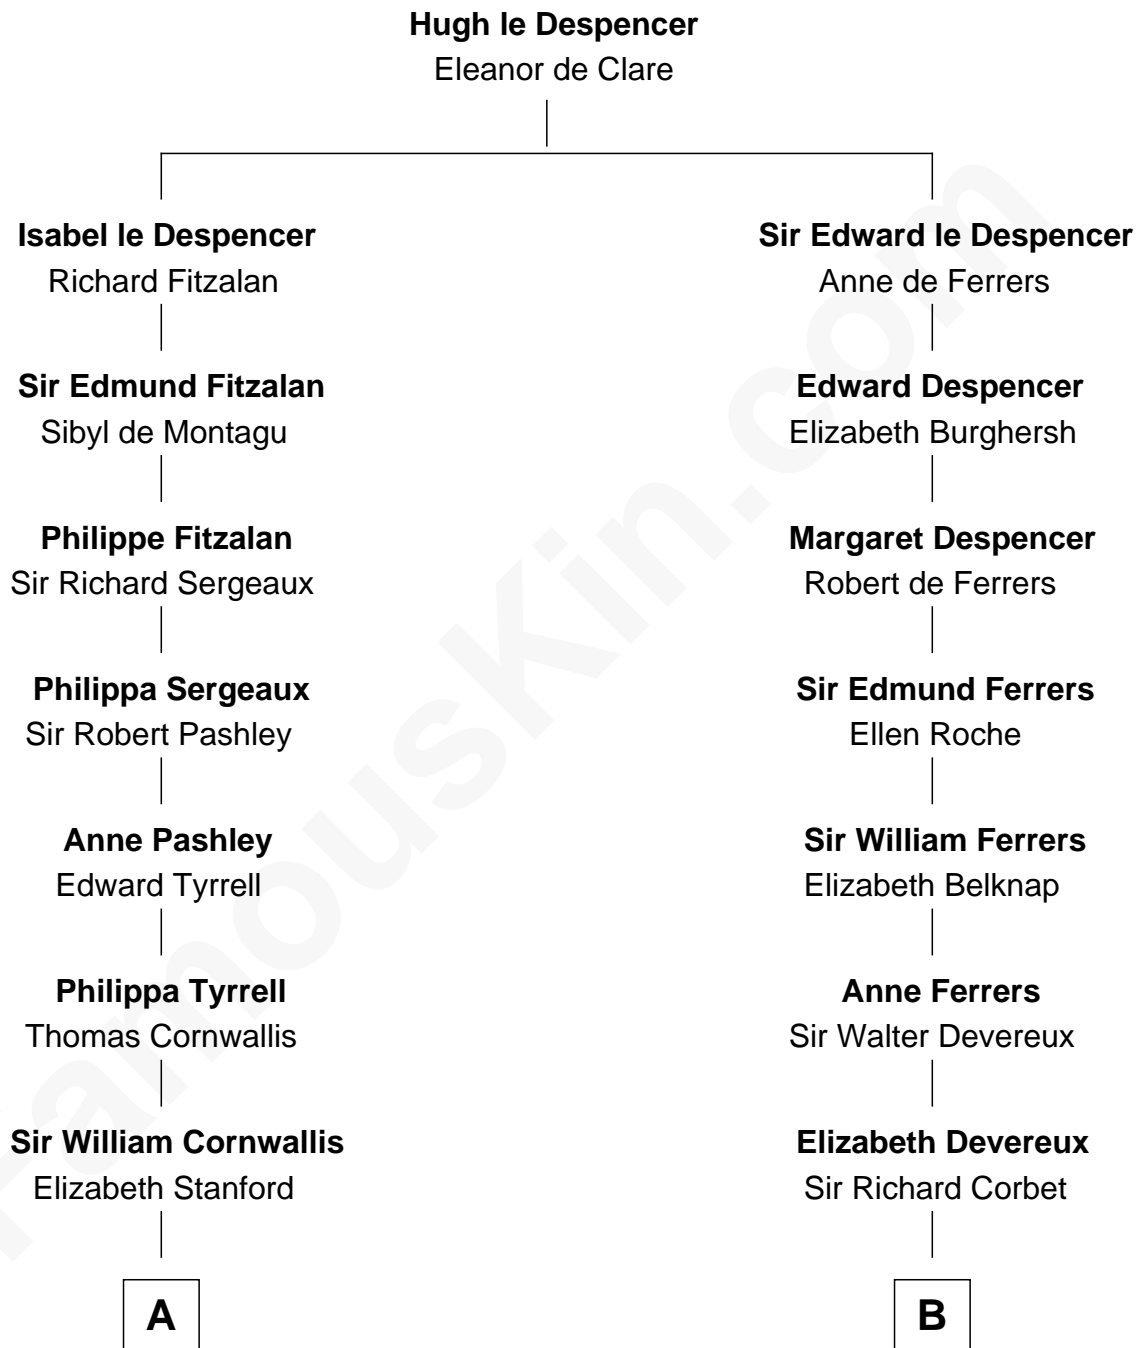 Hugh le Despencer
Eleanor de Clare
Isabel le Despencer
Richard Fitzalan
Sir Edward le Despencer
Anne de Ferrers
Sir Edmund Fitzalan
Sibyl de Montagu
Edward Despencer
Elizabeth Burghersh
Philippe Fitzalan
Sir Richard Sergeaux
Margaret Despencer
Robert de Ferrers
Philippa Sergeaux
Sir Robert Pashley
Sir Edmund Ferrers
Ellen Roche
Anne Pashley
Edward Tyrrell
Sir William Ferrers
Elizabeth Belknap
Philippa Tyrrell
Thomas Cornwallis
Anne Ferrers
Sir Walter Devereux
Sir William Cornwallis
Elizabeth Stanford
Elizabeth Devereux
Sir Richard Corbet
A
B
FamousKin.com